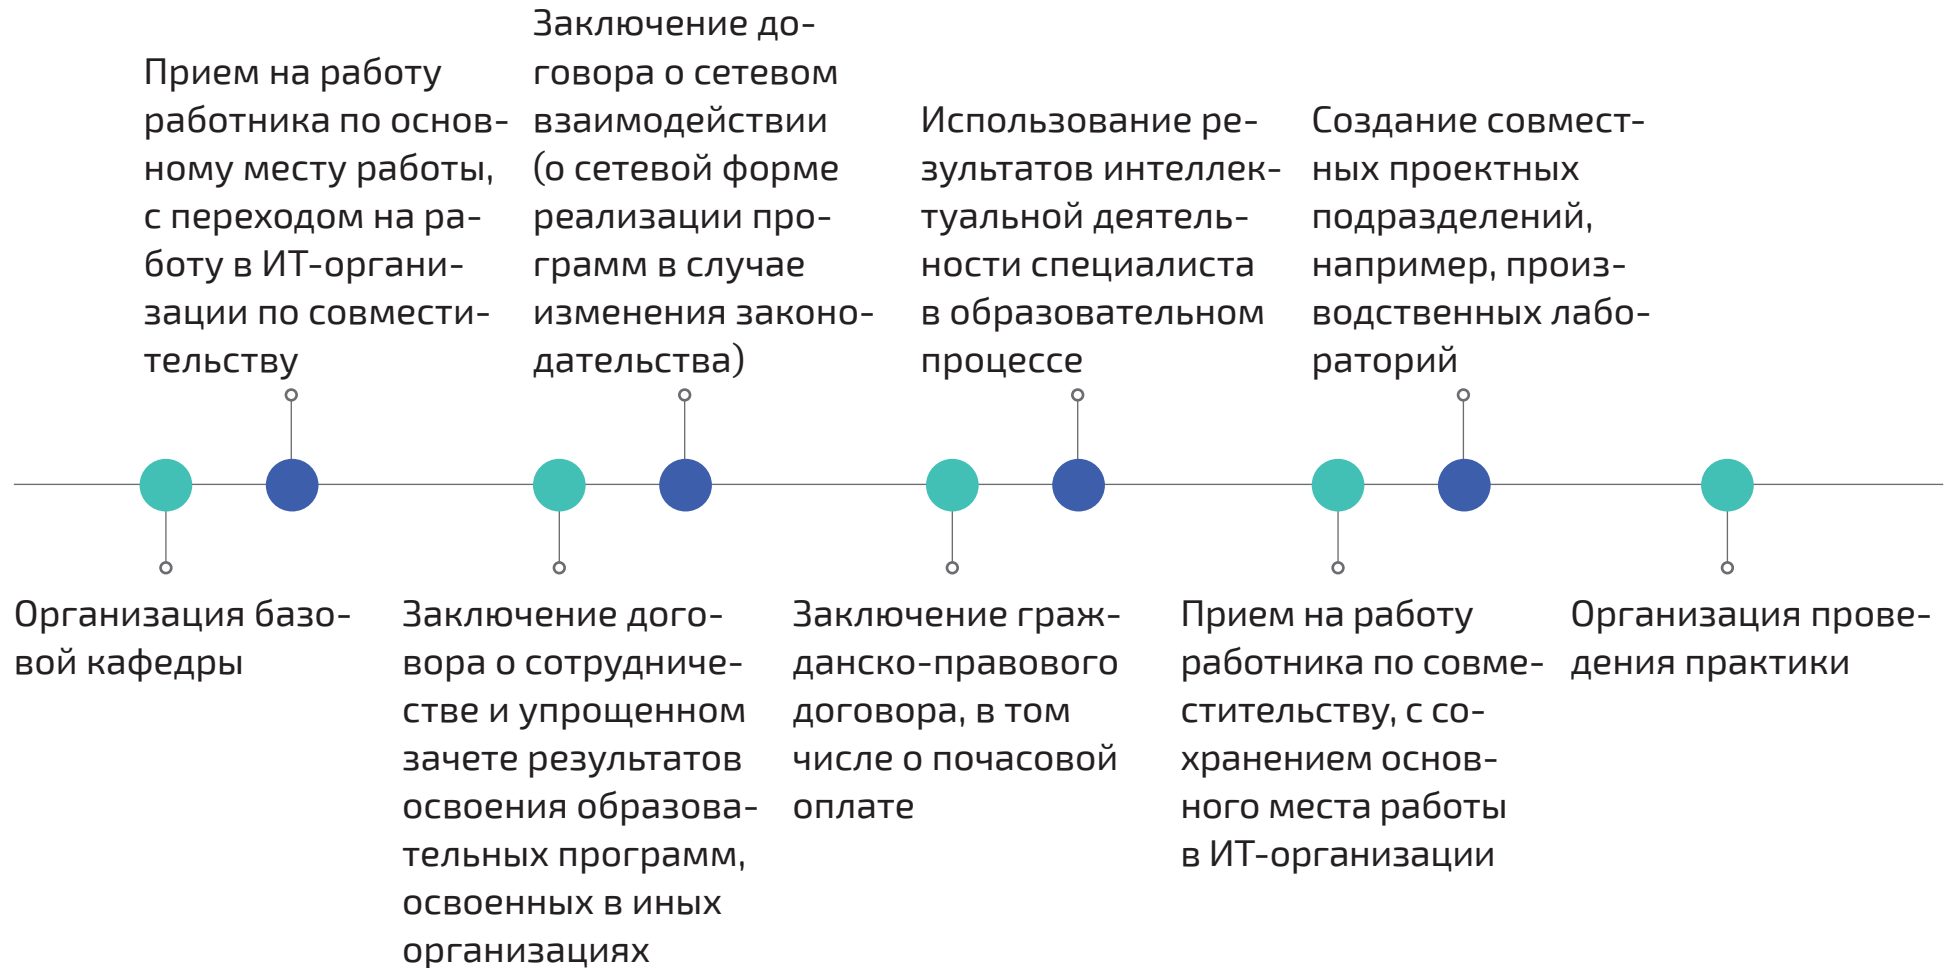 Прием на работу
работника по основ-
ному месту работы,
с переходом на ра-
боту в ИТ-органи-
зации по совмести-
тельству
Заключение до-
говора о сетевом
взаимодействии
(о сетевой форме
реализации про-
грамм в случае
изменения законо-
дательства)
Использование ре-
зультатов интеллек-
туальной деятель-
ности специалиста
в образовательном
процессе
Создание совмест-
ных проектных
подразделений,
например, произ-
водственных лабо-
раторий
Организация базо-
вой кафедры
Заключение дого-
вора о сотрудниче-
стве и упрощенном
зачете результатов
освоения образова-
тельных программ,
освоенных в иных
организациях
Заключение граж-
данско-правового
договора, в том
числе о почасовой
оплате
Прием на работу
работника по совме-
стительству, с со-
хранением основ-
ного места работы
в ИТ-организации
Организация прове-
дения практики